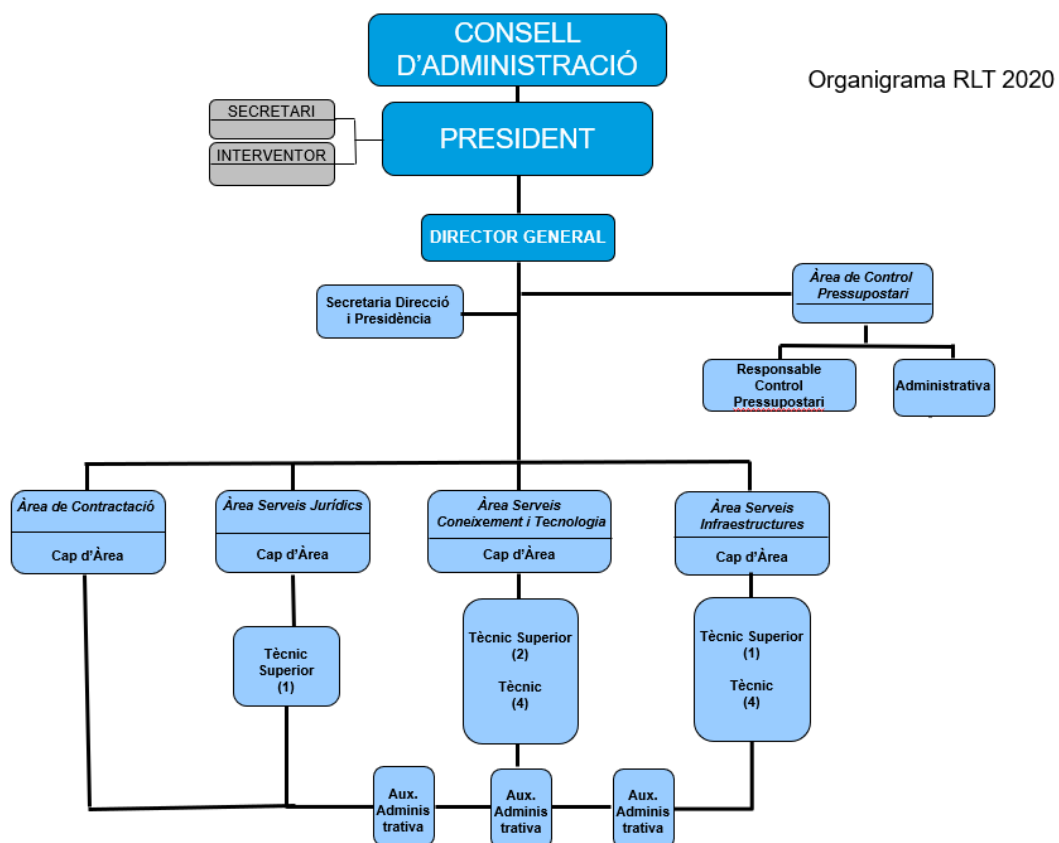 CONSELL
D'ADMINISTRACIÓ
Organigrama RLT 2020
SECRETARI
INTERVENTOR
PRESIDENT
DIRECTOR GENERAL
Secretaria Direcció
i Presidència
Àrea de Control
Pressupostari
Responsable
Control
Pressupostari
Administrativa
Àrea de Contractació
Cap d'Àrea
Àrea Serveis Jurídics
Cap d'Àrea
Àrea Serveis
Coneixement i Tecnologia
Cap d'Àrea
Àrea Serveis
Infraestructures
Cap d'Àrea
Tècnic
Superior
(1)
Tècnic Superior
(2)
Tècnic
(4)
Tècnic Superior
(1)
Tècnic
(4)
Aux.
Adminis
trativa
Aux.
Adminis
trativa
Aux.
Adminis
trativa